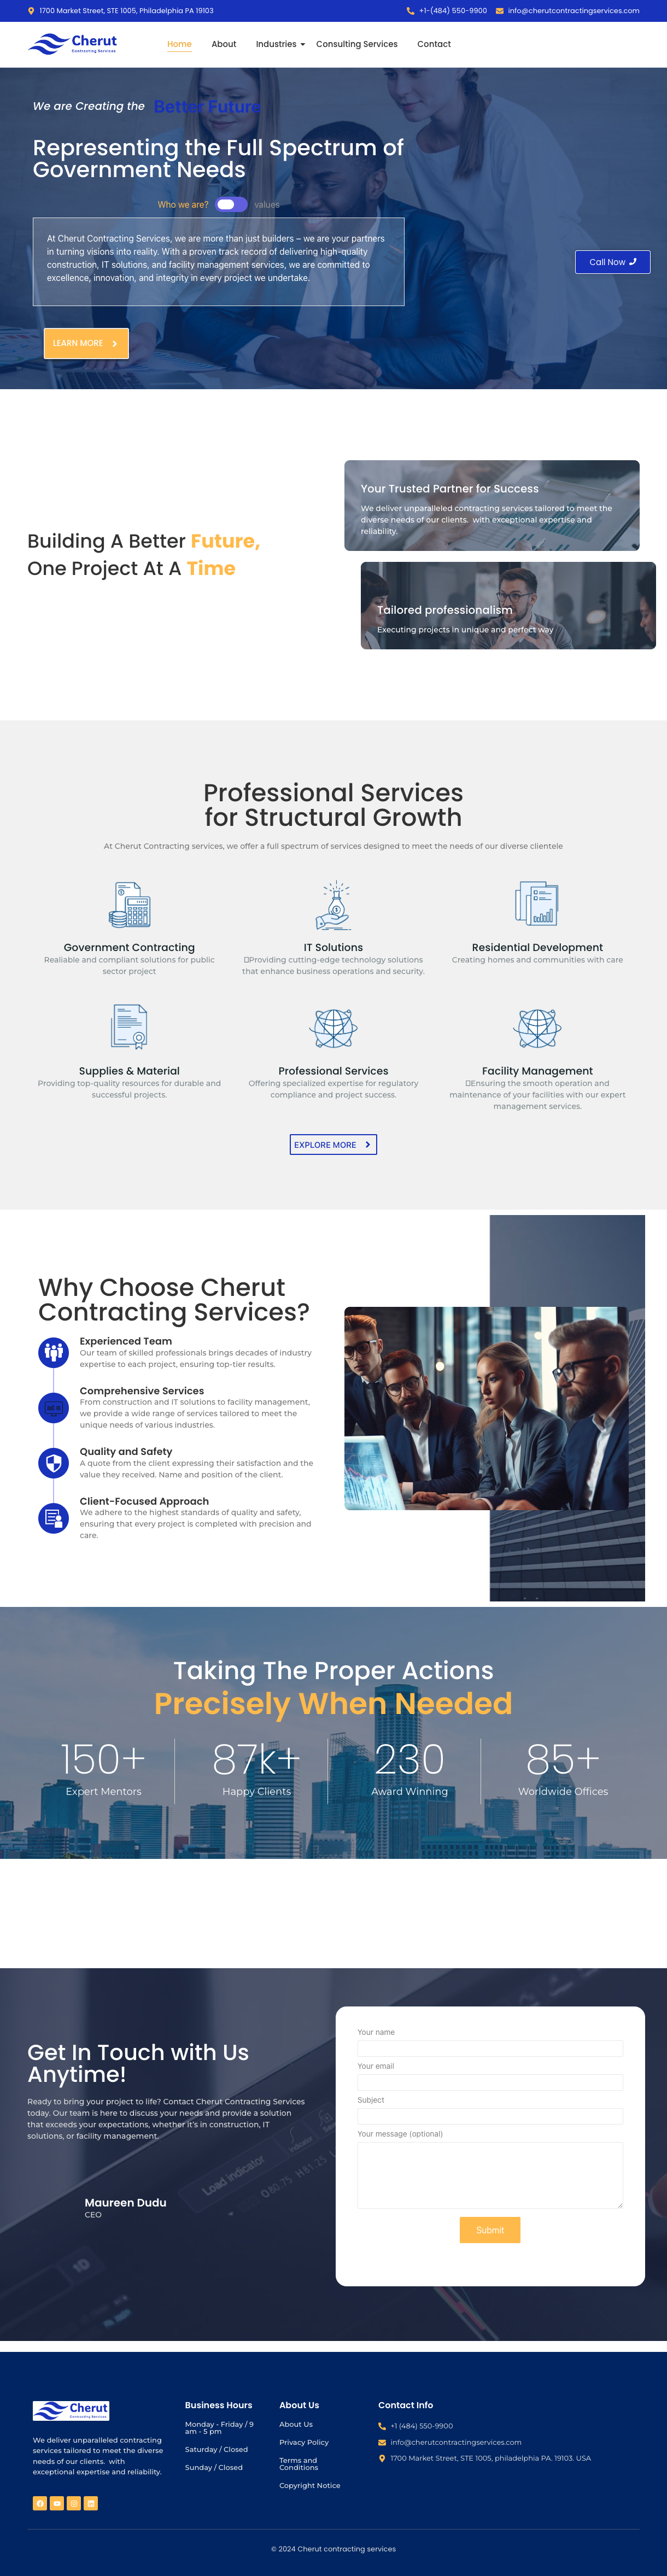 1700 Market Street, STE 1005, Philadelphia PA 19103
+1-(484) 550-9900
info@cherutcontractingservices.com
Cherut
Contracting Services
Home
About
Industries
Consulting Services
Contact
We are Creating the Better Future
Representing the Full Spectrum of
Government Needs
Who we are?
values
At Cherut Contracting Services, we are more than just builders – we are your partners
in turning visions into reality. With a proven track record of delivering high-quality
construction, IT solutions, and facility management services, we are committed to
excellence, innovation, and integrity in every project we undertake.
Call Now
LEARN MORE
Building A Better Future,
One Project At A Time
Your Trusted Partner for Success
We deliver unparalleled contracting services tailored to meet the
diverse needs of our clients. with exceptional expertise and
reliability.
Tailored professionalism
Executing projects in unique and perfect way
Professional Services
for Structural Growth
At Cherut Contracting services, we offer a full spectrum of services designed to meet the needs of our diverse clientele
Government Contracting
Realiable and compliant solutions for public
sector project
IT Solutions
Providing cutting-edge technology solutions
that enhance business operations and security.
Residential Development
Creating homes and communities with care
Supplies & Material
Providing top-quality resources for durable and
successful projects.
Professional Services
Offering specialized expertise for regulatory
compliance and project success.
Facility Management
Ensuring the smooth operation and
maintenance of your facilities with our expert
management services.
EXPLORE MORE
Why Choose Cherut
Contracting Services?
Experienced Team
Our team of skilled professionals brings decades of industry
expertise to each project, ensuring top-tier results.
Comprehensive Services
From construction and IT solutions to facility management,
we provide a wide range of services tailored to meet the
unique needs of various industries.
Quality and Safety
A quote from the client expressing their satisfaction and the
value they received. Name and position of the client.
Client-Focused Approach
We adhere to the highest standards of quality and safety,
ensuring that every project is completed with precision and
care.
Taking The Proper Actions
Precisely When Needed
150+
Expert Mentors
87k+
Happy Clients
230
Award Winning
85+
Worldwide Offices
Get In Touch with Us
Anytime!
Ready to bring your project to life? Contact Cherut Contracting Services
today. Our team is here to discuss your needs and provide a solution
that exceeds your expectations, whether it's in construction, IT
solutions, or facility management.
Load indicator
Maureen Dudu
CEO
Your name
Your email
Subject
Your message (optional)
Submit
Cherut
Contracting Services
We deliver unparalleled contracting
services tailored to meet the diverse
needs of our clients. with
exceptional expertise and reliability.
Business Hours
Monday - Friday / 9
am - 5 pm
Saturday / Closed
Sunday / Closed
About Us
About Us
Privacy Policy
Terms and
Conditions
Copyright Notice
Contact Info
+1 (484) 550-9900
info@cherutcontractingservices.com
1700 Market Street, STE 1005, philadelphia PA. 19103. USA
© 2024 Cherut contracting services